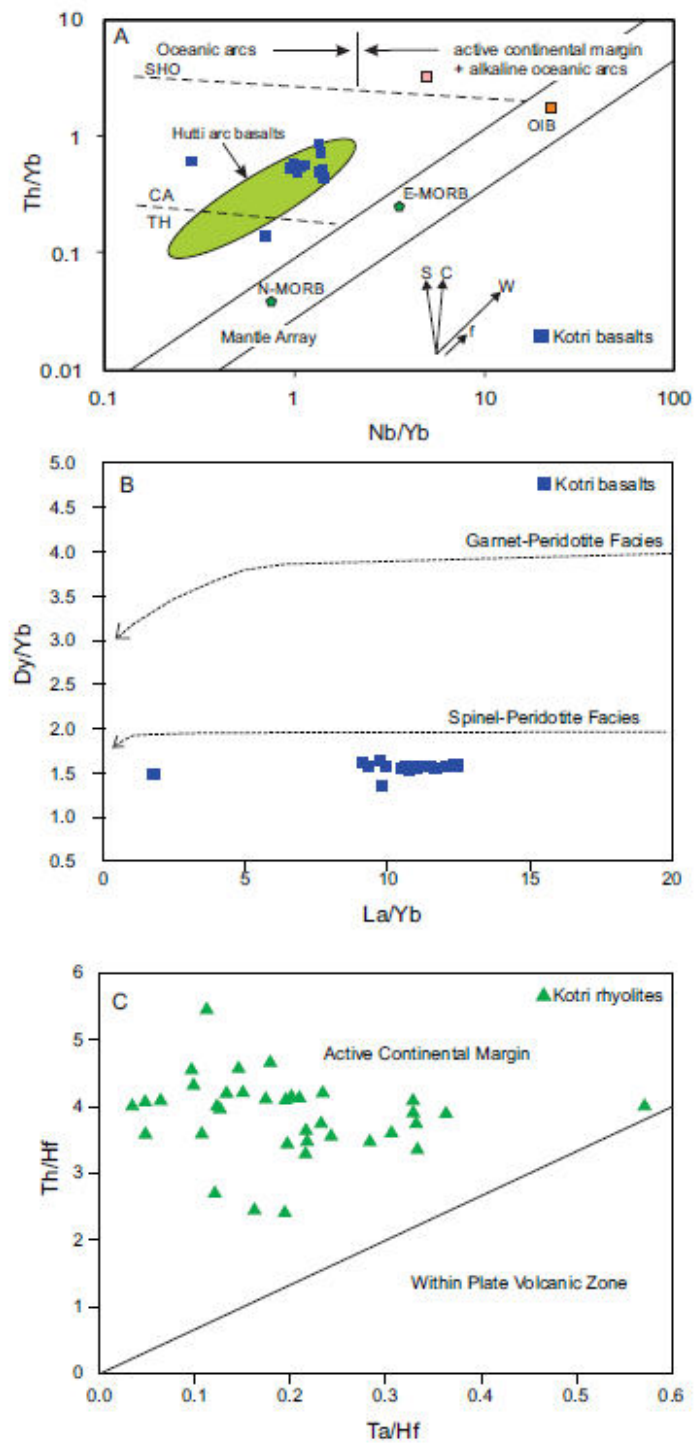 A
Oceanic arcs
active continental margin
+ alkaline oceanic arcs
SHO
OIB
Hutti arc basalts
CA
TH
E-MORB
N-MORB
S C
W
f
Mantle Array
Kotri basalts
10
1
0.1
0.01
Th/Yb
0.1 1 10 100
Nb/Yb
B
Kotri basalts
Garnet-Peridotite Facies
Spinel-Peridotite Facies
5.0
4.5
4.0
3.5
3.0
2.5
2.0
1.5
0.5
Dy/Yb
0 5 10 15 20
La/Yb
C
Kotri rhyolites
Active Continental Margin
Within Plate Volcanic Zone
6
5
4
3
2
1
0
Th/Hf
0.0 0.1 0.2 0.3 0.4 0.5 0.6
Ta/Hf